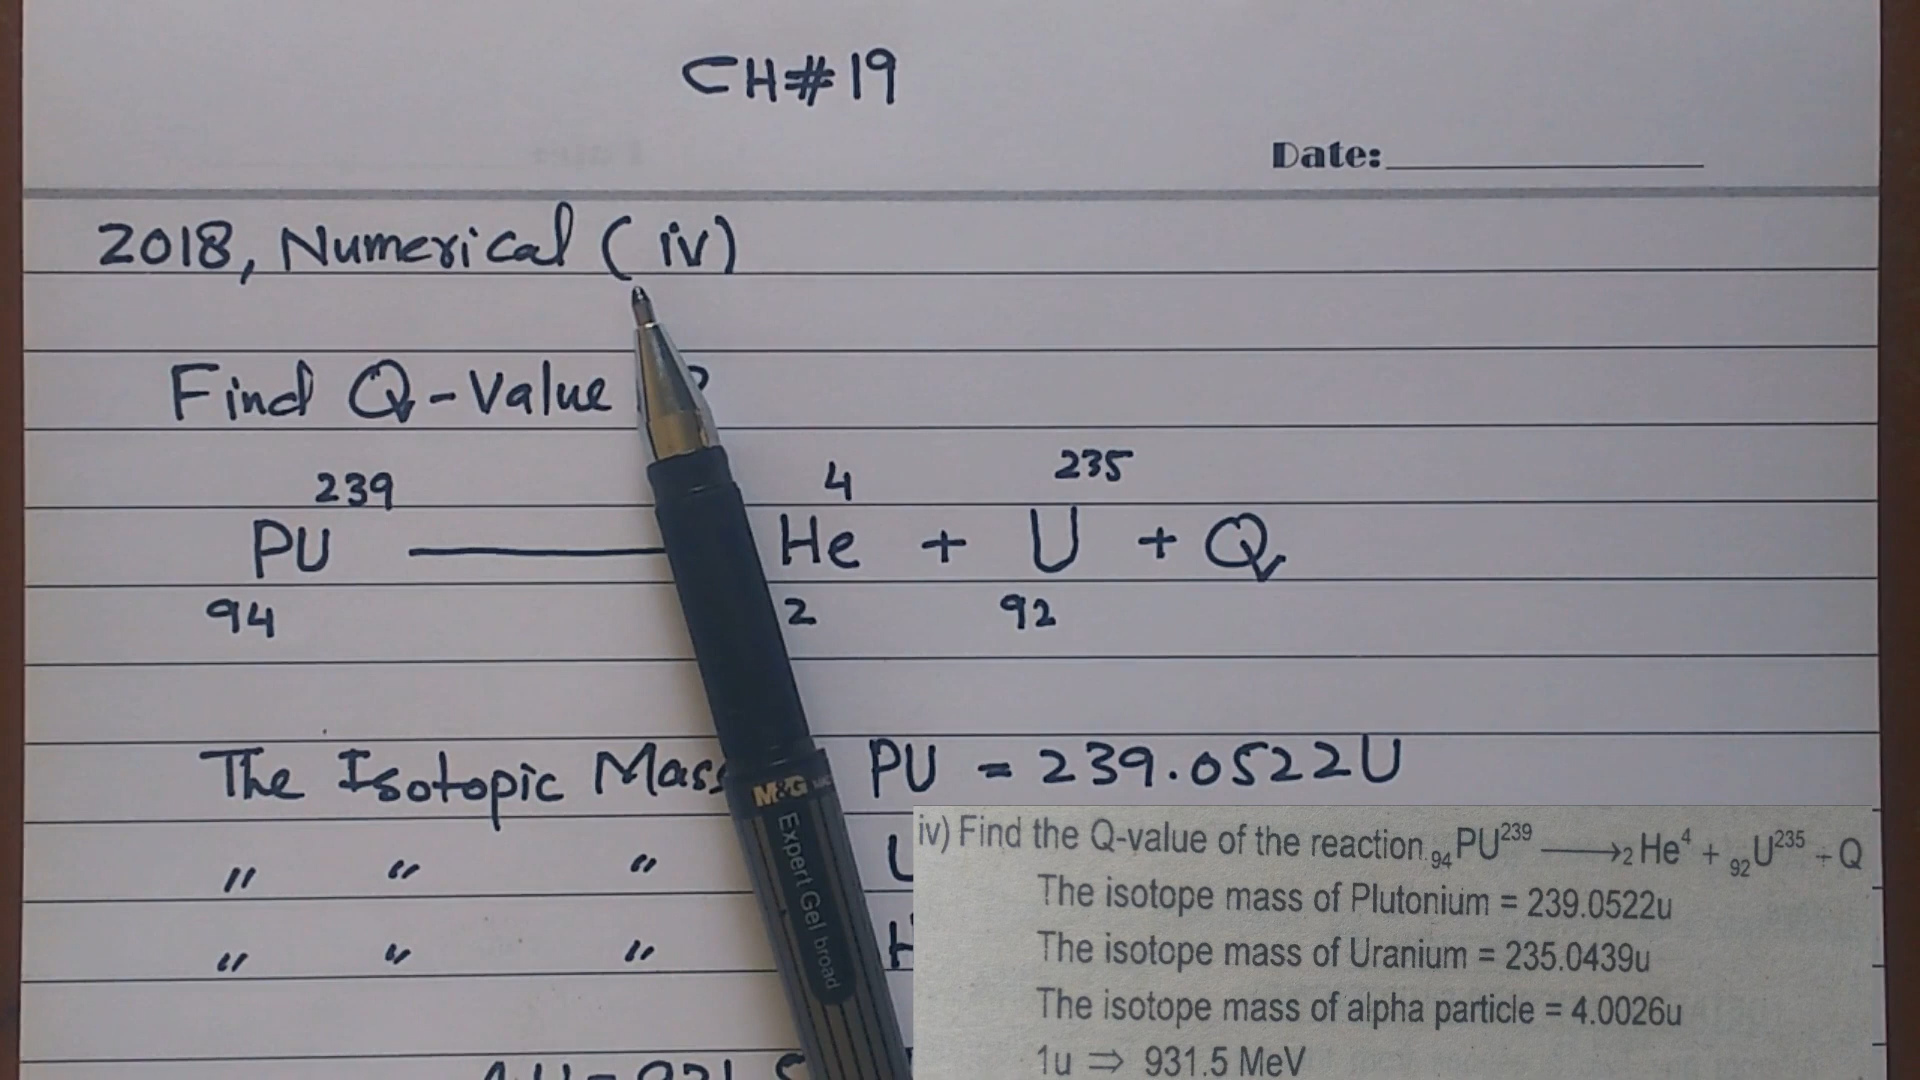 CH#19
Date:
2018, Numerical (iv)
Find Q-Value ?
239 4 235
PU He + U + Q
94 2 92
The Isotopic Mass PU = 239.0522U
" " " U
" " " H
iv) Find the Q-value of the reaction. 94PU239 ⟶ 2He4 + 92U235 + Q
The isotope mass of Plutonium = 239.0522u
The isotope mass of Uranium = 235.0439u
The isotope mass of alpha particle = 4.0026u
1u ⇒ 931.5 MeV
M&G
Expert Gel broad